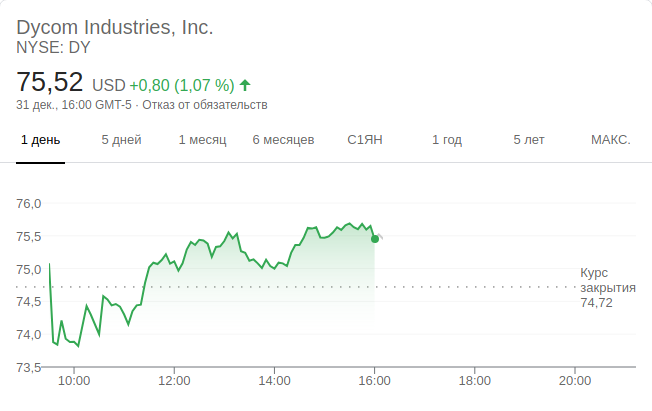 Dycom Industries, Inc.
NYSE: DY
75,52 USD +0,80 (1,07 %)
31 дек., 16:00 GMT-5 · Отказ от обязательств
1 день 5 дней 1 месяц 6 месяцев С1ЯН 1 год 5 лет МАКС.
76,0
75,5
75,0
Курс
закрытия
74,72
74,5
74,0
73,5
10:00 12:00 14:00 16:00 18:00 20:00